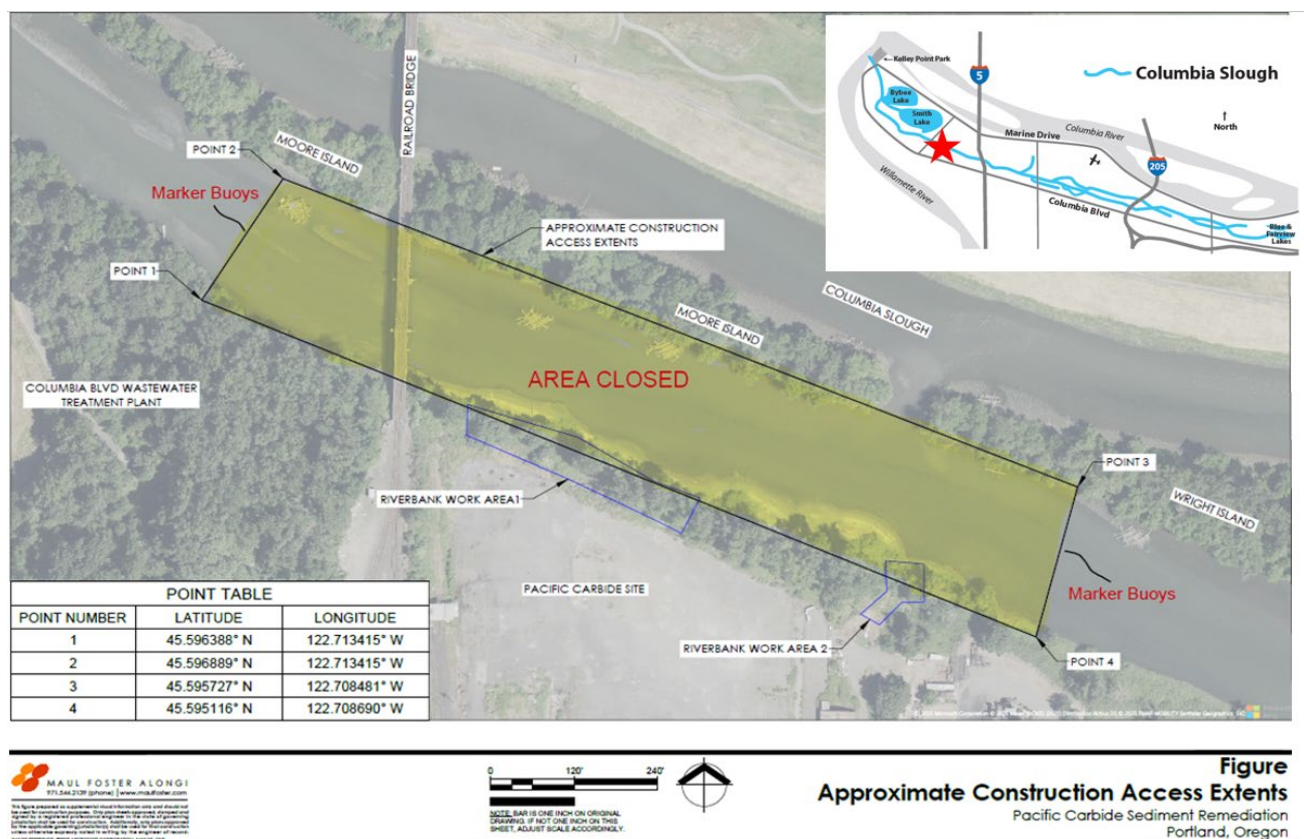 Kelley Point Park
Bybee
Lake
Smith
Lake
5
Columbia Slough
North
Marine Drive
Columbia River
205
Willamette River
Columbia Blvd
Blue &
Fairview
Lakes
RAILROAD BRIDGE
MOORE ISLAND
POINT 2
Marker Buoys
POINT 1
APPROXIMATE CONSTRUCTION
ACCESS EXTENTS
COLUMBIA SLOUGH
MOORE ISLAND
AREA CLOSED
COLUMBIA BLVD WASTEWATER
TREATMENT PLANT
POINT 3
WRIGHT ISLAND
RIVERBANK WORK AREA1
PACIFIC CARBIDE SITE
Marker Buoys
RIVERBANK WORK AREA 2
POINT 4
POINT TABLE
POINT NUMBER LATITUDE LONGITUDE
1 45.596388° N 122.713415° W
2 45.596889° N 122.713415° W
3 45.595727° N 122.708481° W
4 45.595116° N 122.708690° W
MAUL FOSTER ALONGI
971.544.2139 (phone) | www.maulfoster.com
0 120' 240'
NOTE: BAR IS ONE INCH ON ORIGINAL
DRAWING. IF NOT ONE INCH ON THIS
SHEET, ADJUST SCALE ACCORDINGLY.
Figure
Approximate Construction Access Extents
Pacific Carbide Sediment Remediation
Portland, Oregon